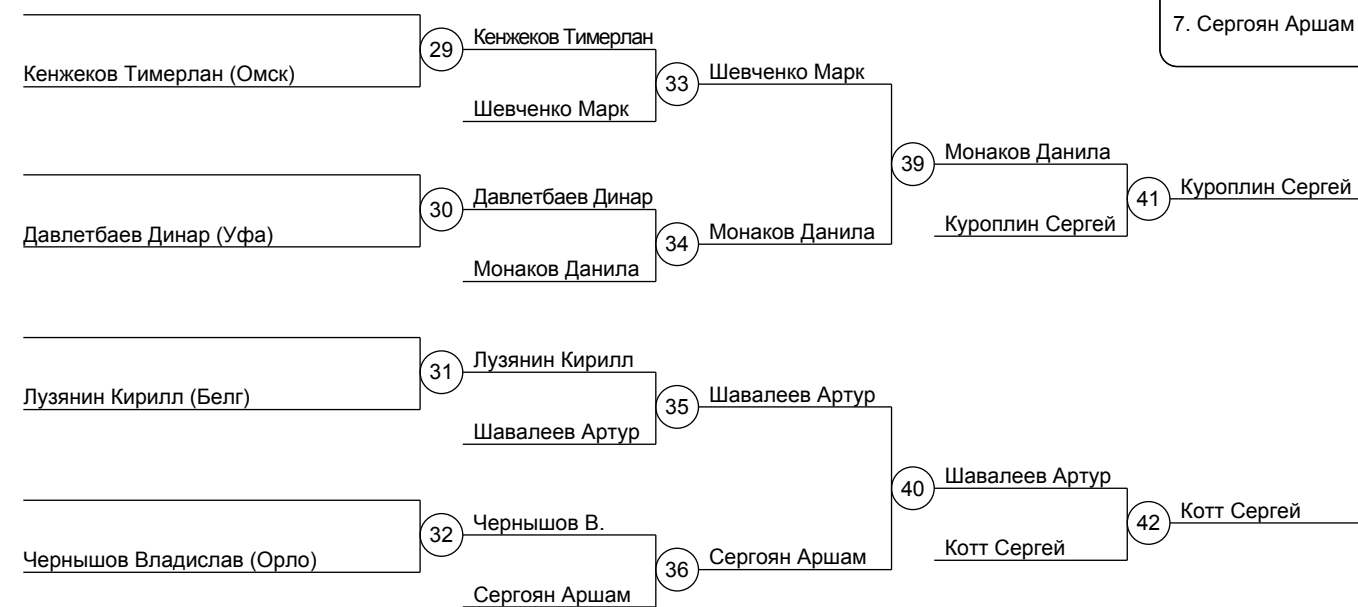 7. Сергоян Аршам
29
Кенжеков Тимерлан
Кенжеков Тимерлан (Омск)
33
Шевченко Марк
Шевченко Марк
39
Монаков Данила
30
Давлетбаев Динар
41
Куроплин Сергей
Давлетбаев Динар (Уфа)
34
Монаков Данила
Куроплин Сергей
Монаков Данила
31
Лузянин Кирилл
Лузянин Кирилл (Белг)
35
Шавалеев Артур
Шавалеев Артур
40
Шавалеев Артур
32
Чернышов В.
42
Котт Сергей
Чернышов Владислав (Орло)
36
Сергоян Аршам
Котт Сергей
Сергоян Аршам